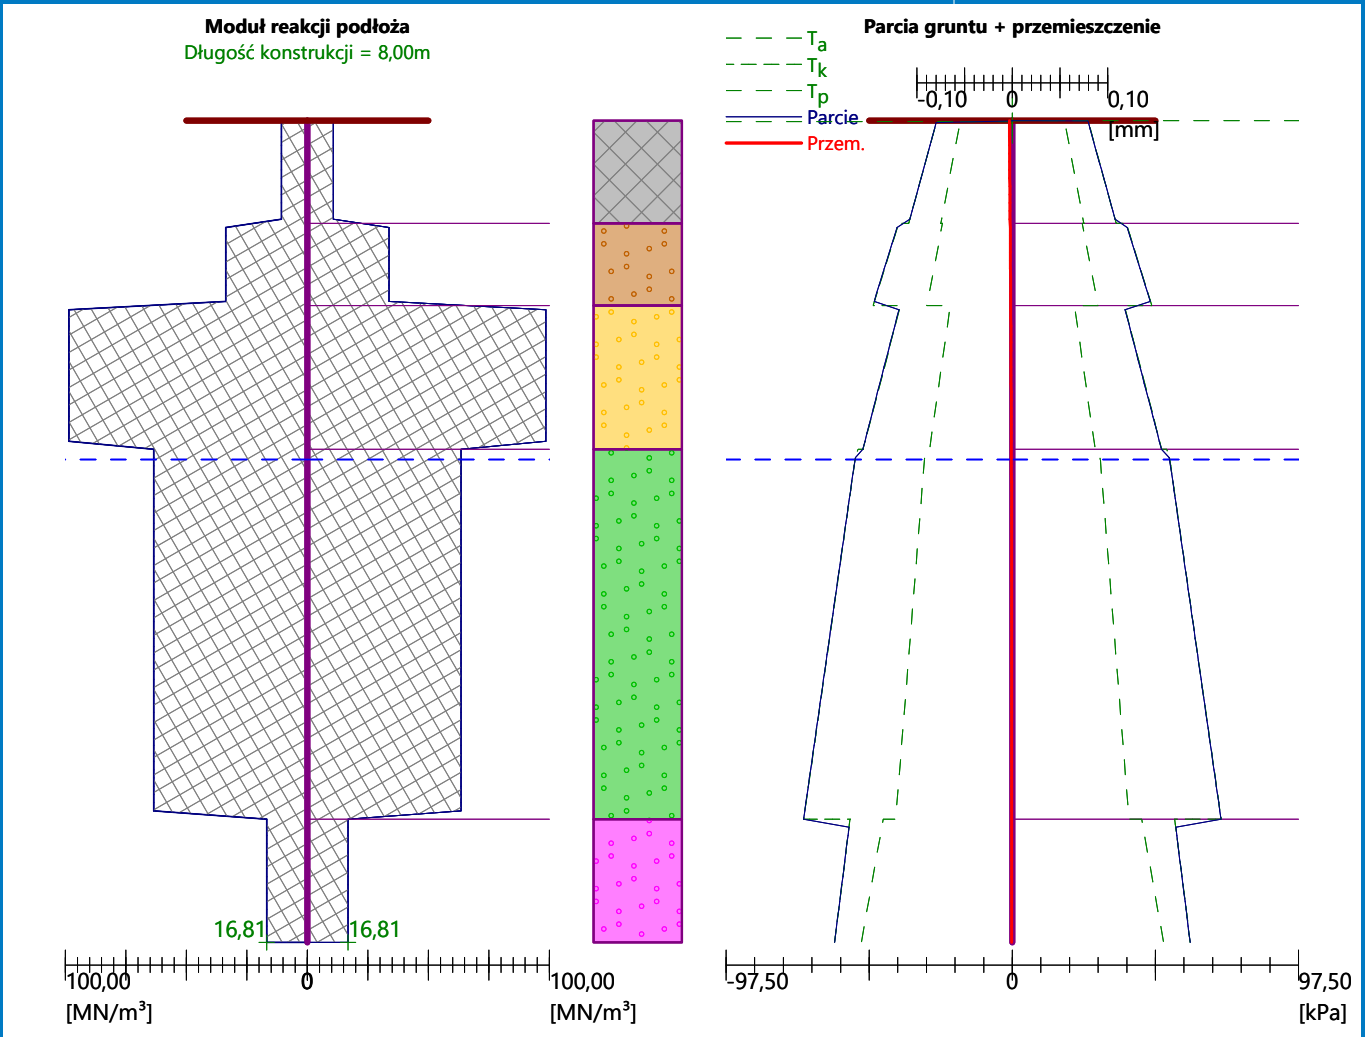 Moduł reakcji podłoża
Długość konstrukcji = 8,00m
16,81
16,81
100,00
0
100,00
[MN/m³]
[MN/m³]
Parcia gruntu + przemieszczenie
Ta
Tk
Tp
Parcie
Przem.
-0,10
0
0,10
[mm]
-97,50
0
97,50
[kPa]